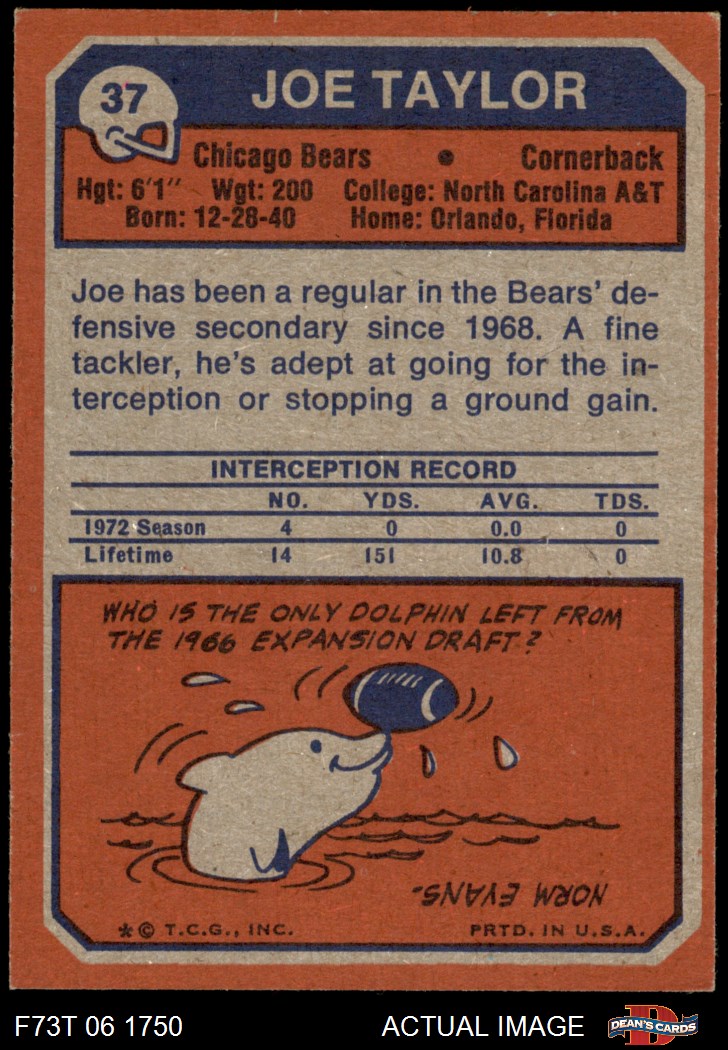 37
JOE TAYLOR
Chicago Bears • Cornerback
Hgt: 6'1" Wgt: 200 College: North Carolina A&T
Born: 12-28-40 Home: Orlando, Florida
Joe has been a regular in the Bears' de-
fensive secondary since 1968. A fine
tackler, he's adept at going for the in-
terception or stopping a ground gain.
INTERCEPTION RECORD
NO. YDS. AVG. TDS.
1972 Season 4 0 0.0 0
Lifetime 14 151 10.8 0
WHO IS THE ONLY DOLPHIN LEFT FROM
THE 1966 EXPANSION DRAFT?
NORM EVANS.
* © T.C.G., INC. PRTD. IN U.S.A.
F73T 06 1750 ACTUAL IMAGE
D
DEAN'S CARDS